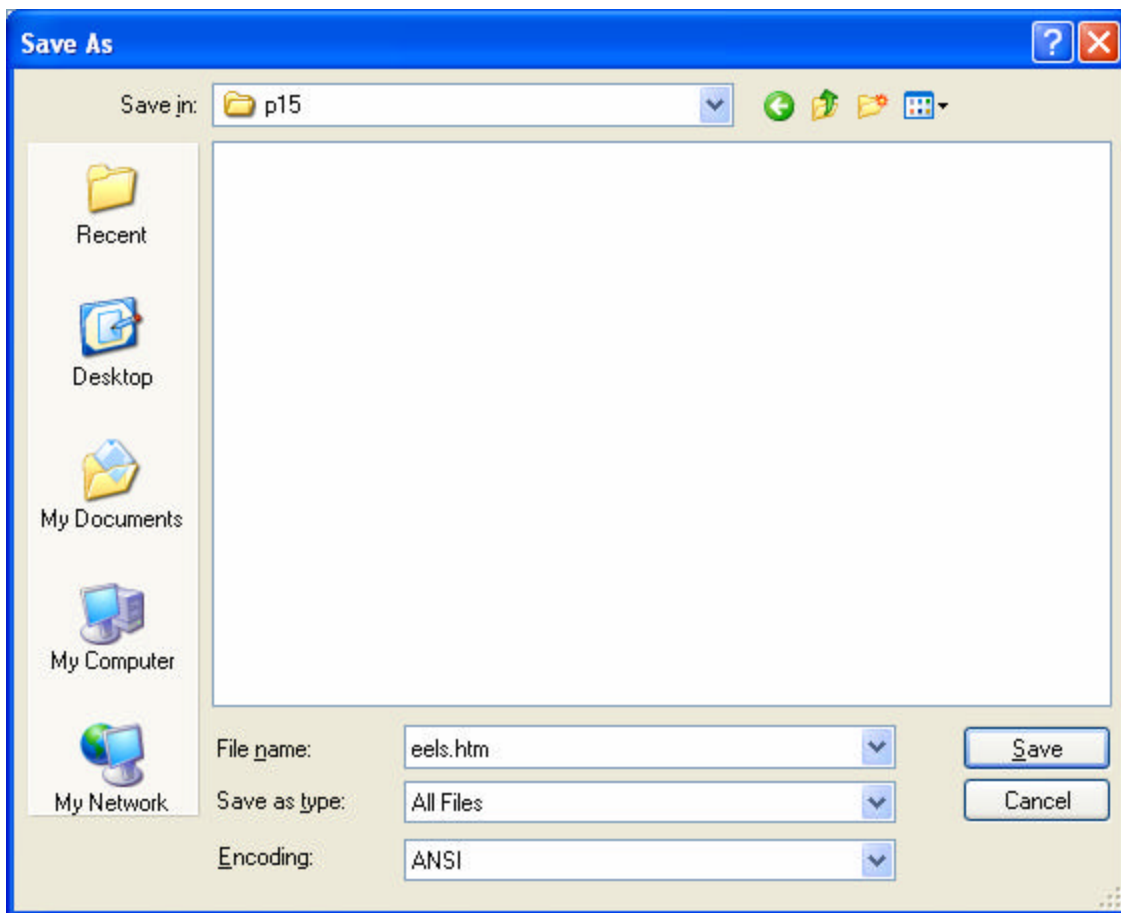 Save As
?
Save in: p15
Recent
Desktop
My Documents
My Computer
My Network
File name: eels.htm
Save
Save as type: All Files
Cancel
Encoding: ANSI